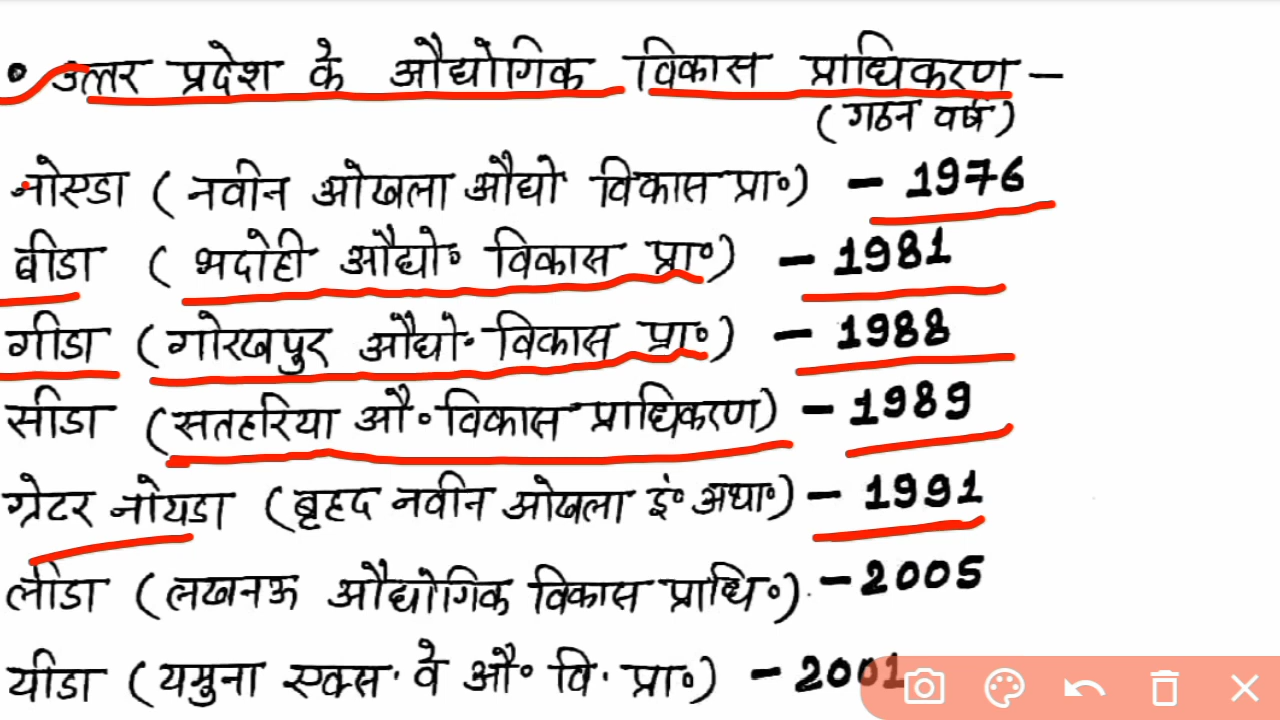 • उत्तर प्रदेश के औद्योगिक विकास प्राधिकरण –
(गठन वर्ष)
नोएडा ( नवीन ओखला औद्यो विकास प्रा॰) – 1976
बीडा ( भदोही औद्यो॰ विकास प्रा॰) – 1981
गीडा ( गोरखपुर औद्यो॰ विकास प्रा॰) – 1988
सीडा ( सतहरिया औ॰ विकास प्राधिकरण) – 1989
ग्रेटर नोयडा ( बृहद नवीन ओखला इं॰ अथा॰) – 1991
लीडा ( लखनऊ औद्योगिक विकास प्राधि॰) – 2005
यीडा ( यमुना एक्स॰ वे औ॰ वि॰ प्रा॰) – 2001